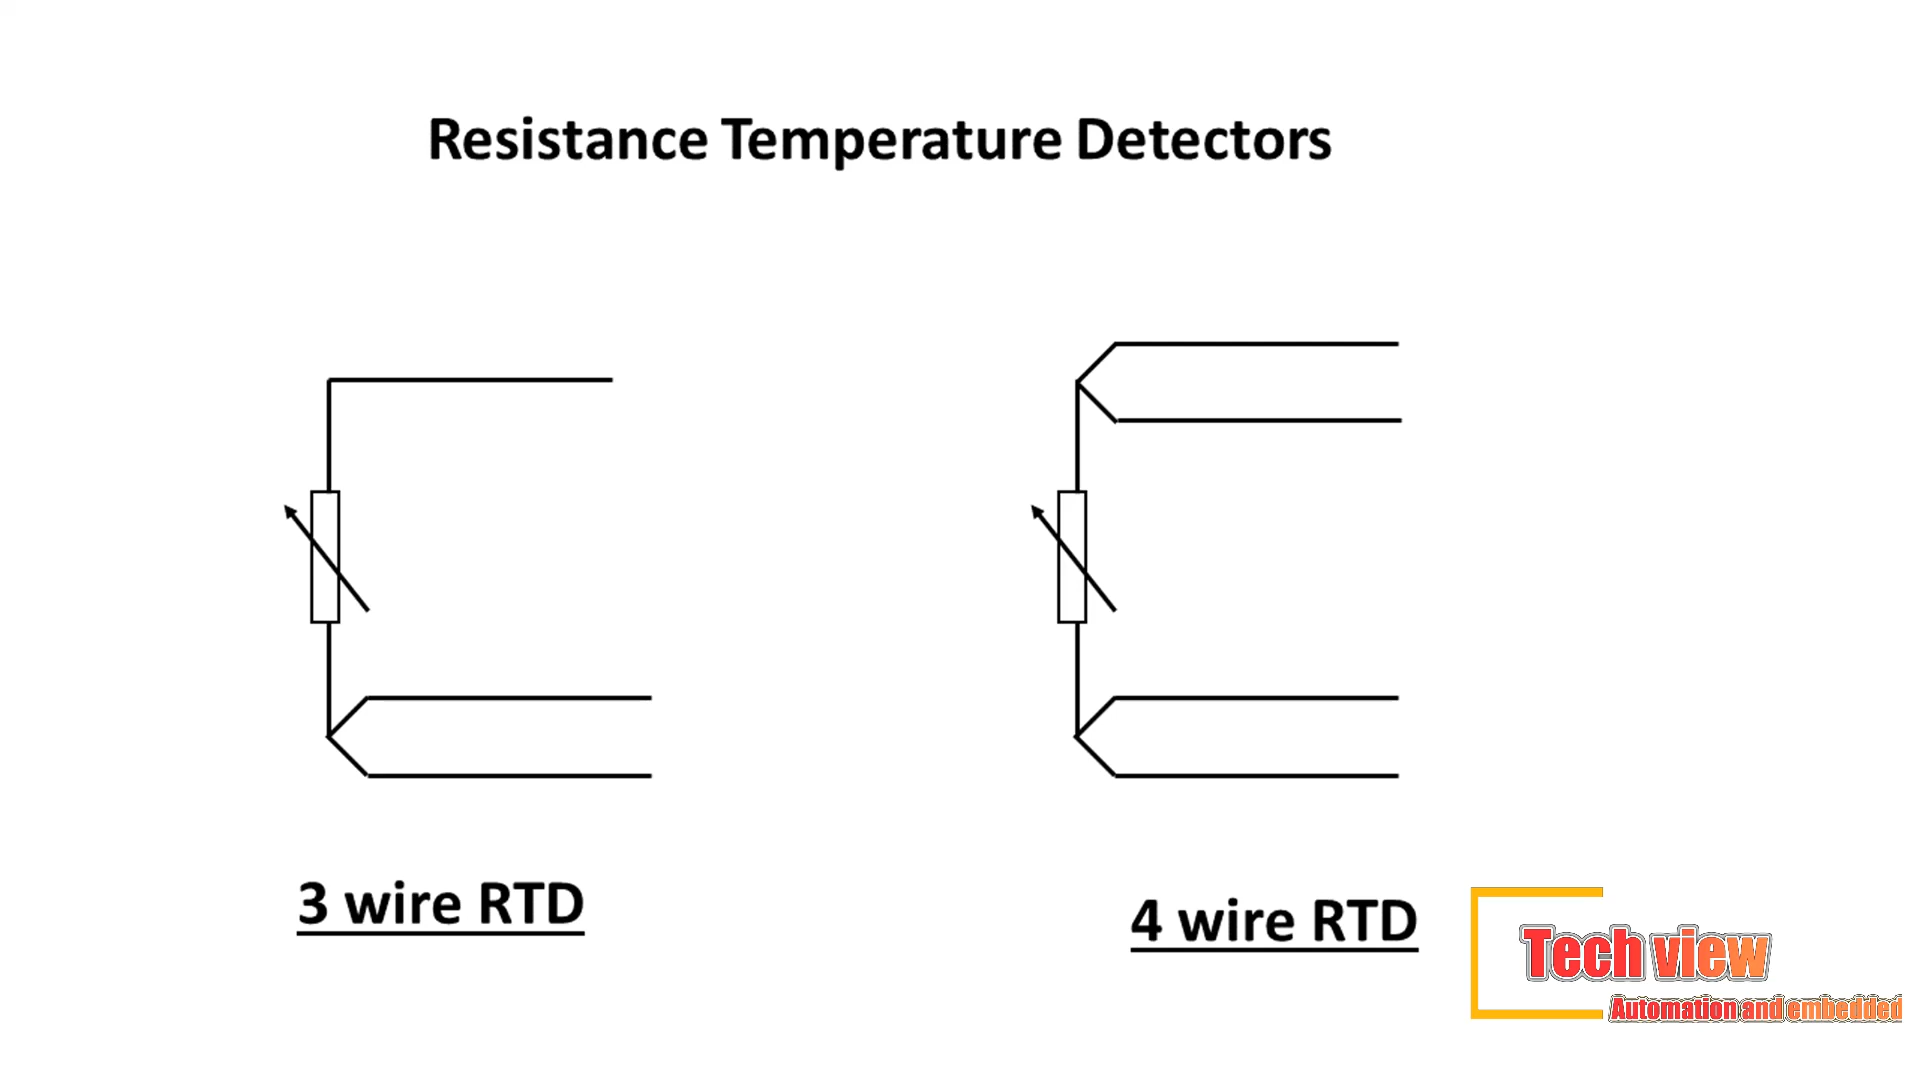 Resistance Temperature Detectors
3 wire RTD
4 wire RTD
Tech view
Automation and embedded